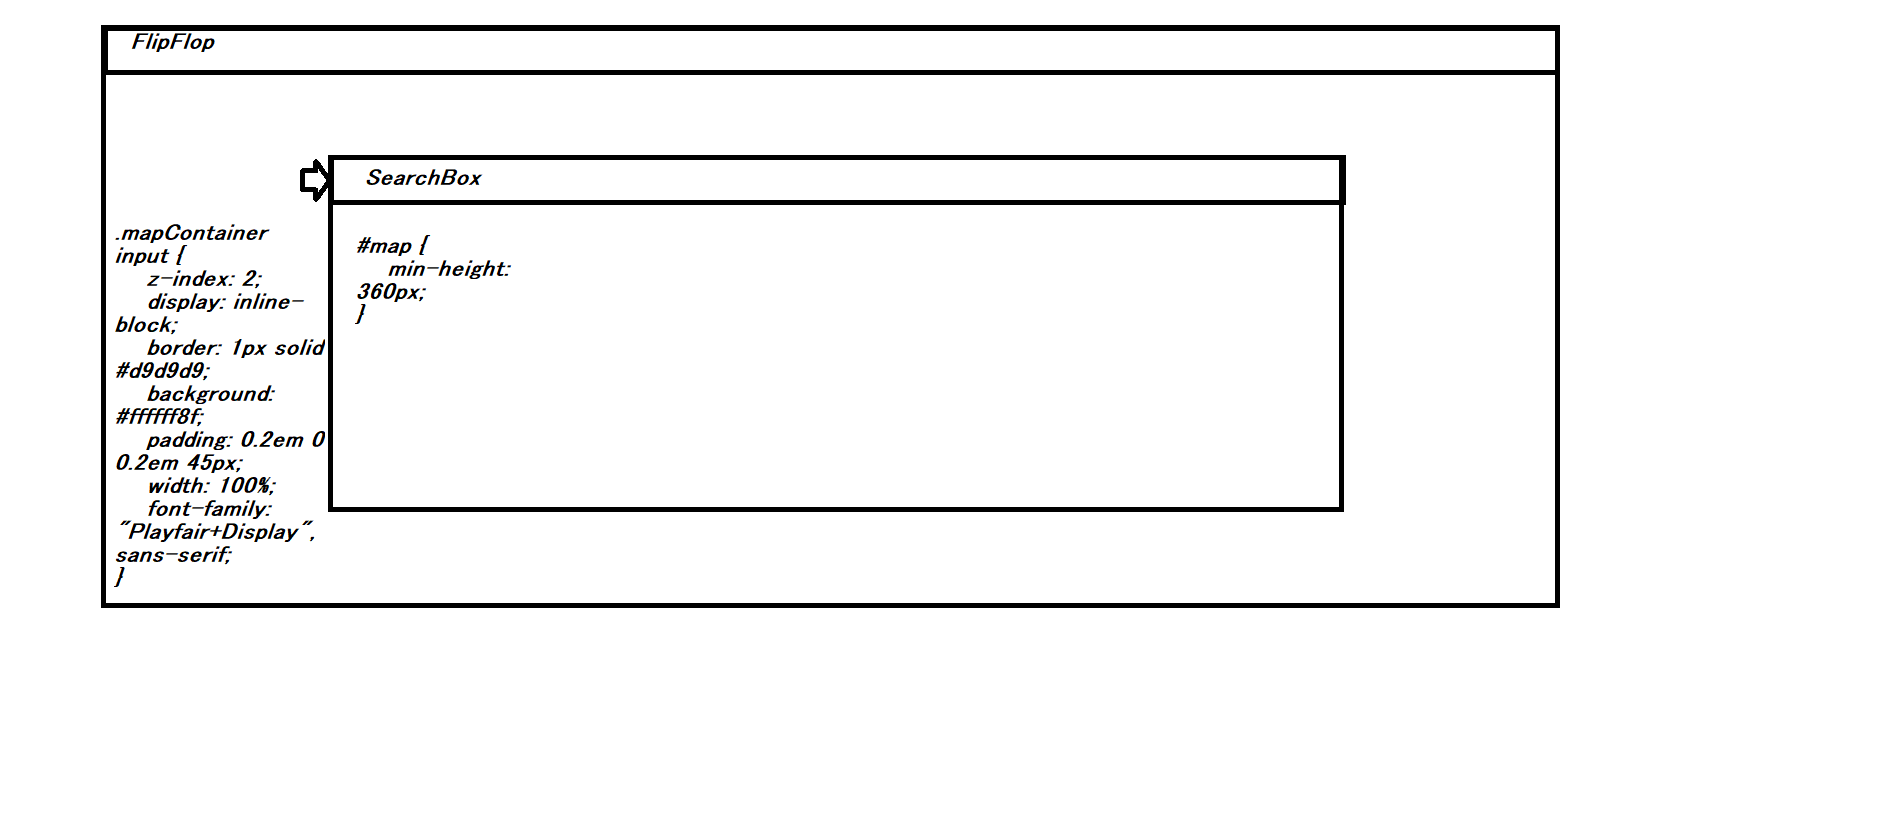 FlipFlop
SearchBox
.mapContainer
input {
z-index: 2;
display: inline-
block;
border: 1px solid
#d9d9d9;
background:
#ffffff8f;
padding: 0.2em 0
0.2em 45px;
width: 100%;
font-family:
"Playfair+Display",
sans-serif;
}
#map {
min-height:
360px;
}